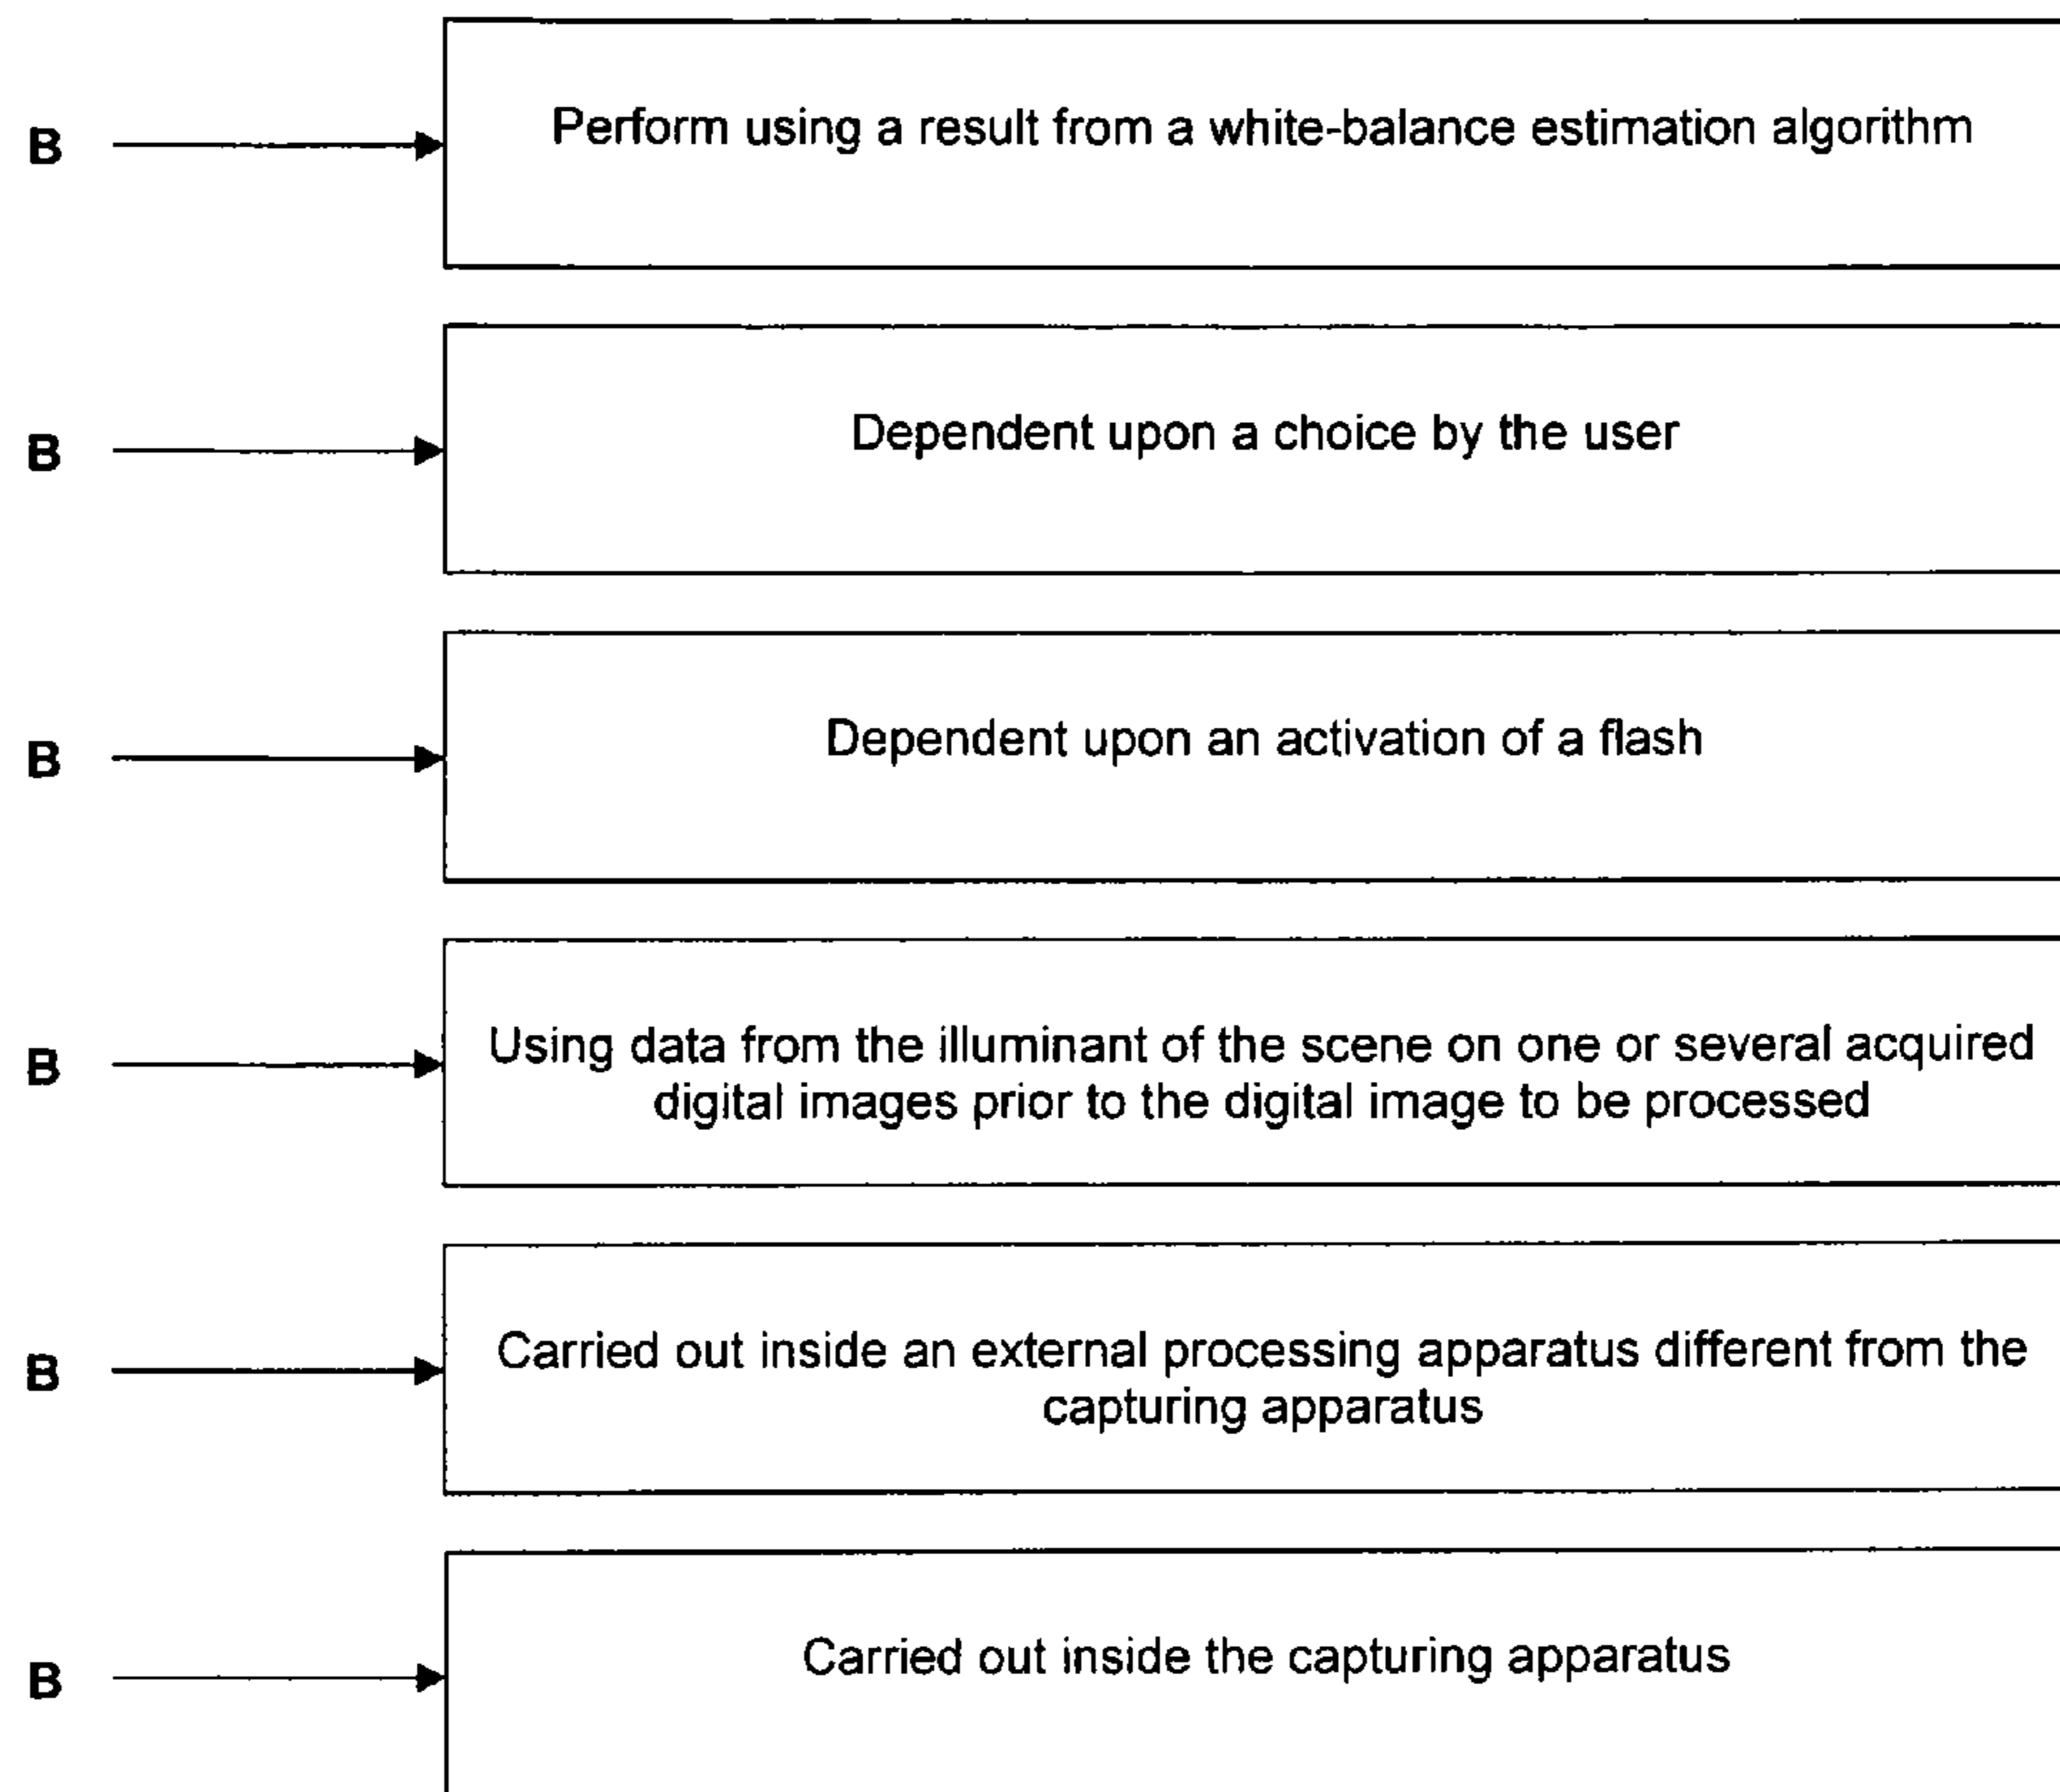 B
Perform using a result from a white-balance estimation algorithm
B
Dependent upon a choice by the user
B
Dependent upon an activation of a flash
B
Using data from the illuminant of the scene on one or several acquired
digital images prior to the digital image to be processed
B
Carried out inside an external processing apparatus different from the
capturing apparatus
B
Carried out inside the capturing apparatus